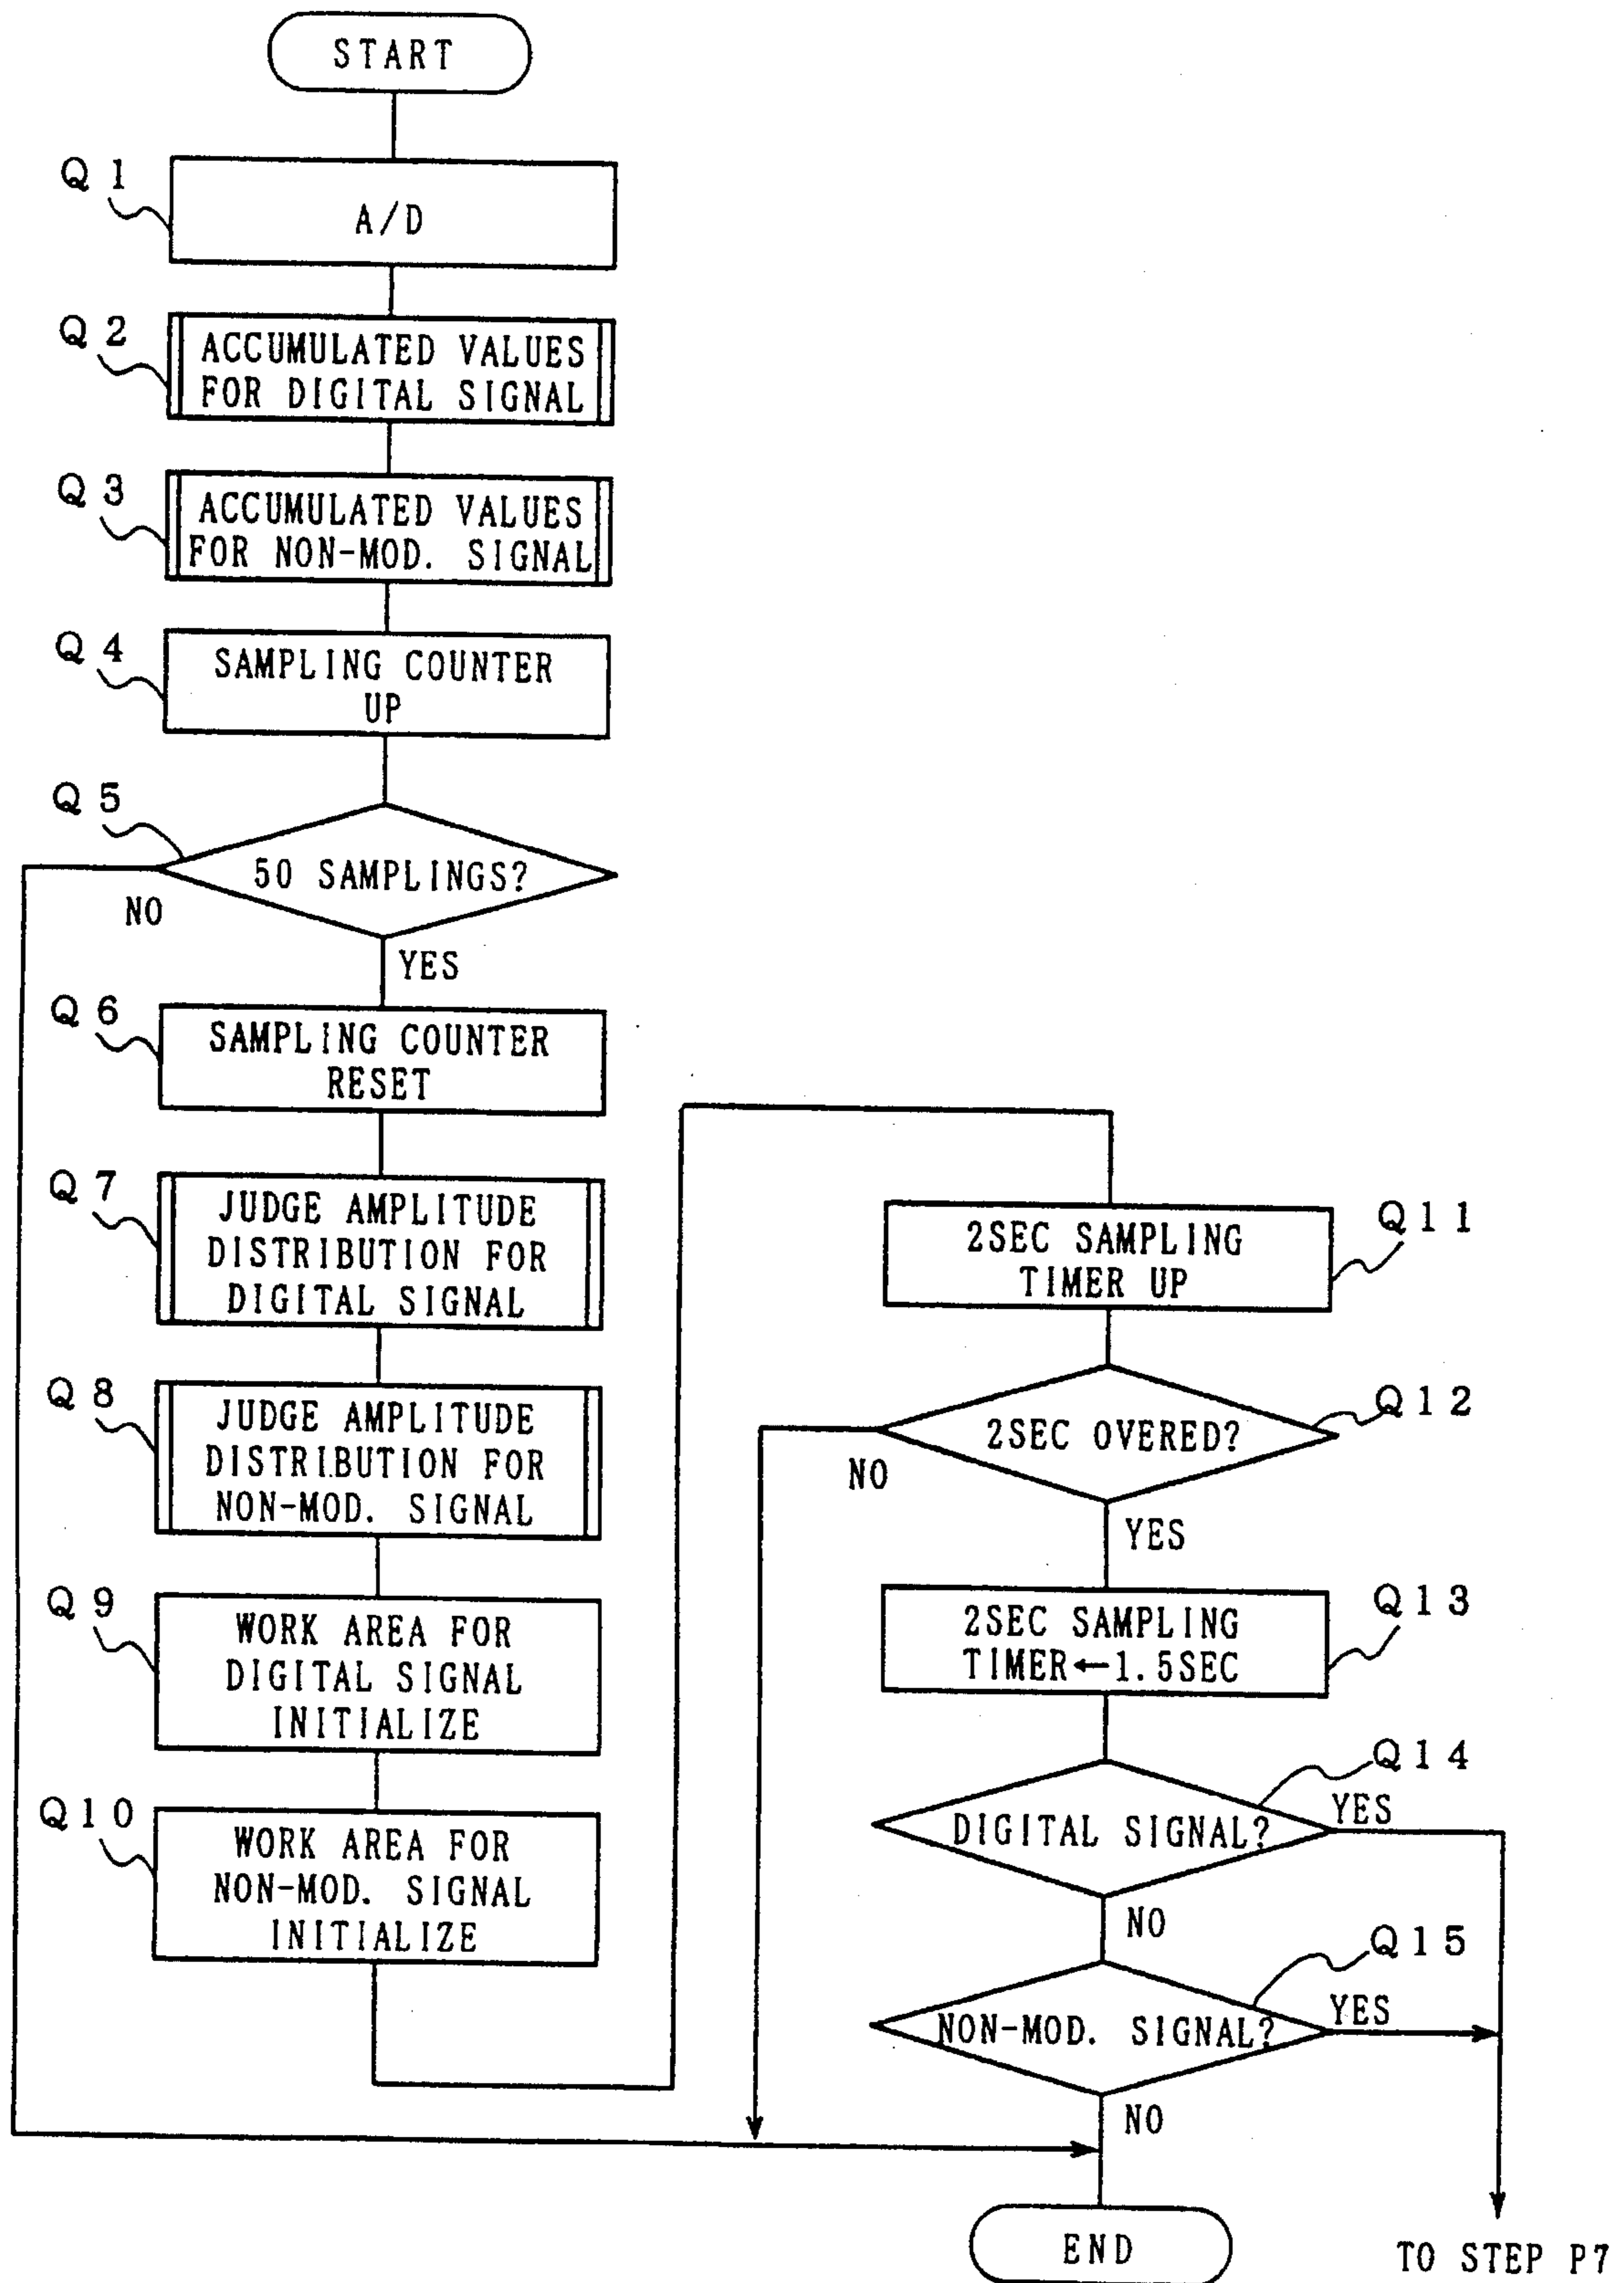 START
Q1
A/D
Q2
ACCUMULATED VALUES
FOR DIGITAL SIGNAL
Q3
ACCUMULATED VALUES
FOR NON-MOD. SIGNAL
Q4
SAMPLING COUNTER
UP
Q5
50 SAMPLINGS?
NO
YES
Q6
SAMPLING COUNTER
RESET
Q7
JUDGE AMPLITUDE
DISTRIBUTION FOR
DIGITAL SIGNAL
Q8
JUDGE AMPLITUDE
DISTRIBUTION FOR
NON-MOD. SIGNAL
Q9
WORK AREA FOR
DIGITAL SIGNAL
INITIALIZE
Q10
WORK AREA FOR
NON-MOD. SIGNAL
INITIALIZE
Q11
2SEC SAMPLING
TIMER UP
Q12
2SEC OVERED?
NO
YES
Q13
2SEC SAMPLING
TIMER←1.5SEC
Q14
DIGITAL SIGNAL?
YES
NO
Q15
NON-MOD. SIGNAL?
YES
NO
END
TO STEP P7